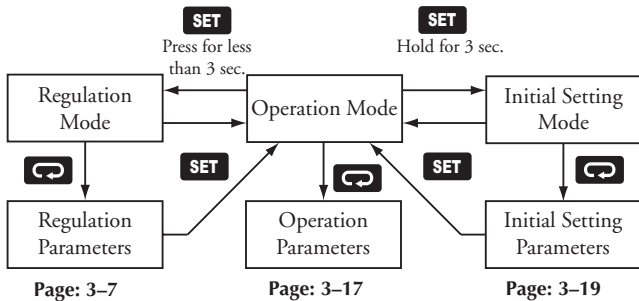 SET
Press for less
than 3 sec.
SET
Hold for 3 sec.
Regulation
Mode
Operation Mode
Initial Setting
Mode
SET
SET
Regulation
Parameters
Operation
Parameters
Initial Setting
Parameters
Page: 3–7
Page: 3–17
Page: 3–19